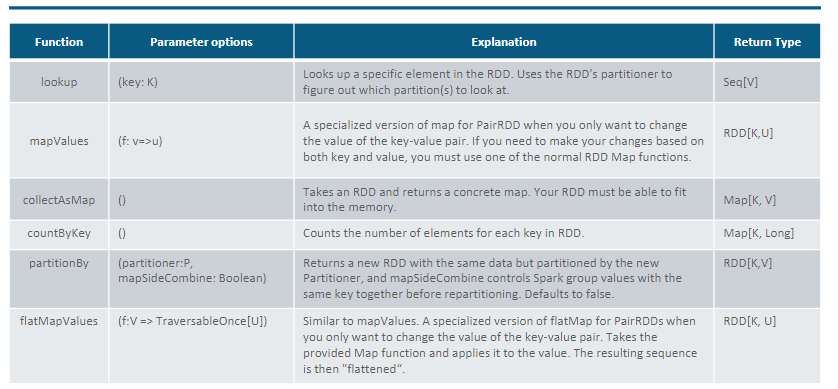 Function Parameter options Explanation Return Type
lookup (key: K) Looks up a specific element in the RDD. Uses the RDD's partitioner to
figure out which partition(s) to look at. Seq[V]
mapValues (f: v=>u) A specialized version of map for PairRDD when you only want to change
the value of the key-value pair. If you need to make your changes based on
both key and value, you must use one of the normal RDD Map functions. RDD[K,U]
collectAsMap () Takes an RDD and returns a concrete map. Your RDD must be able to fit
into the memory. Map[K, V]
countByKey () Counts the number of elements for each key in RDD. Map[K, Long]
partitionBy (partitioner:P,
mapSideCombine: Boolean) Returns a new RDD with the same data but partitioned by the new
Partitioner, and mapSideCombine controls Spark group values with the
same key together before repartitioning. Defaults to false. RDD[K,V]
flatMapValues (f:V => TraversableOnce[U]) Similar to mapValues. A specialized version of flatMap for PairRDDs when
you only want to change the value of the key-value pair. Takes the
provided Map function and applies it to the value. The resulting sequence
is then "flattened“. RDD[K, U]